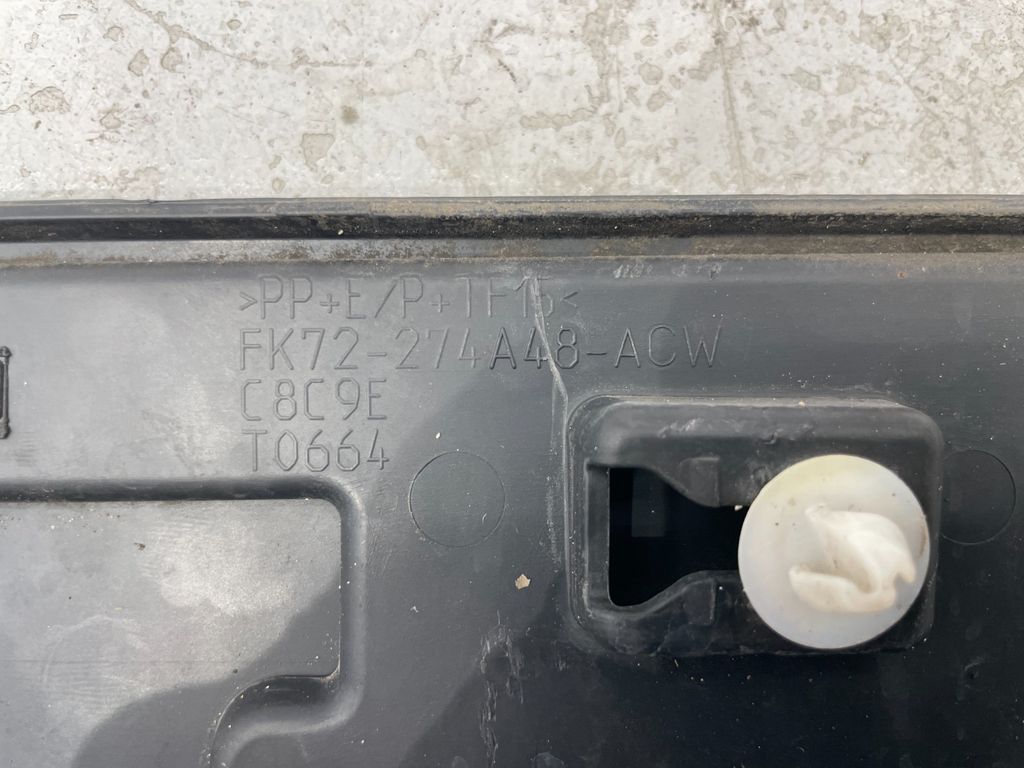 >PP+E/P+TF15<
FK72-274A48-ACW
C8C9E
T0664